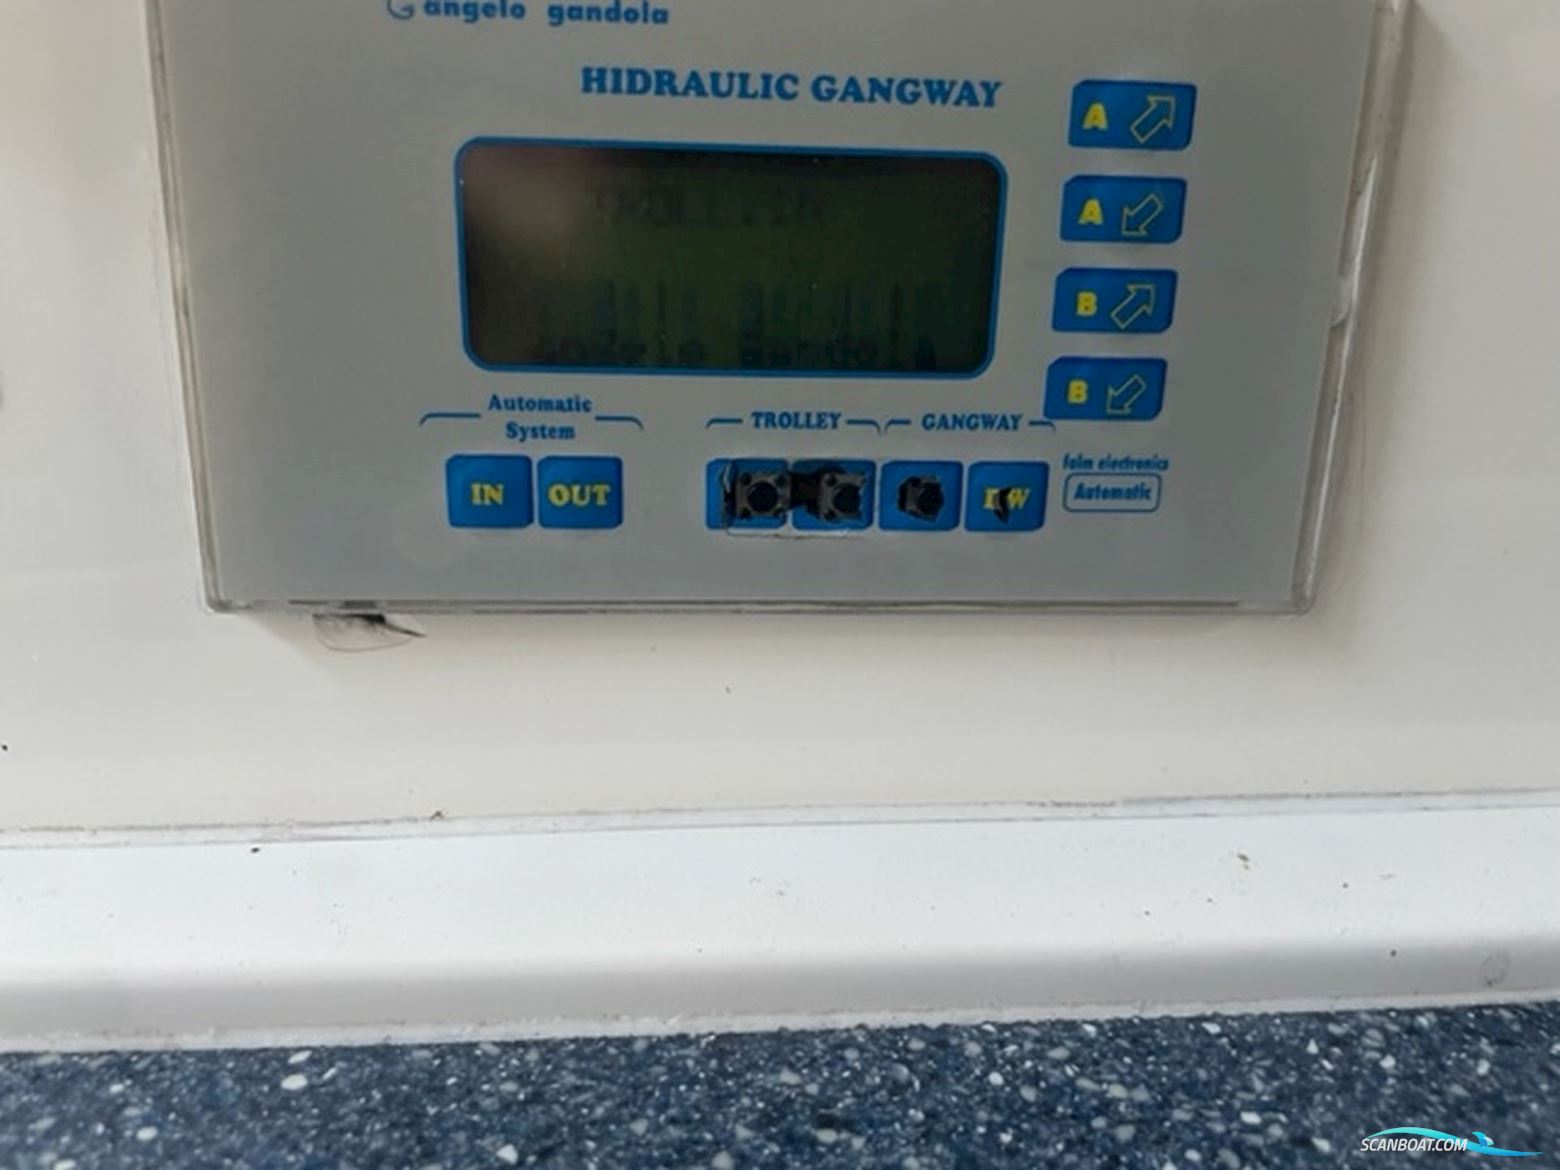 angelo gandola
HIDRAULIC GANGWAY
A
A
B
B
Automatic
System
TROLLEY
GANGWAY
IN
OUT
falm electronics
Automatic
SCANBOAT.COM